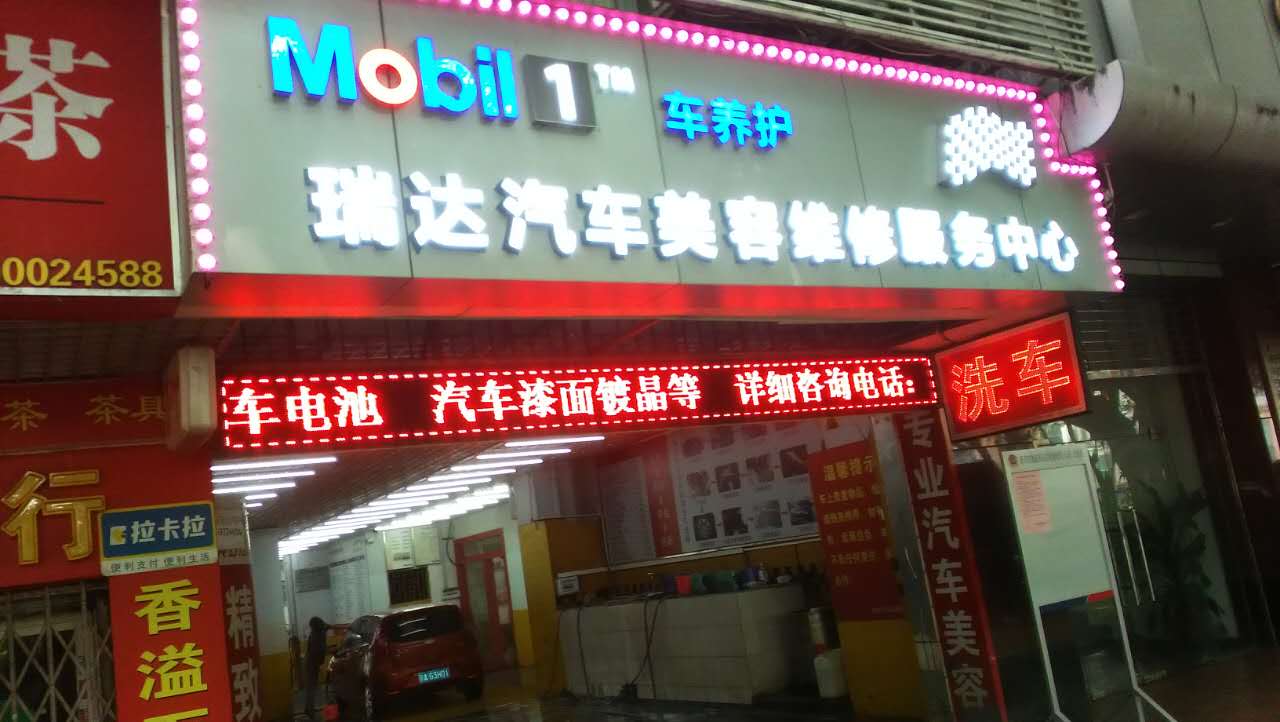 茶
0024588
Mobil 1™ 车养护
瑞达汽车美容维修服务中心
车电池 汽车漆面镀晶等 详细咨询电话:
洗车
茶 茶具
行
拉卡拉
便利支付 便利生活
香溢
精致
温馨提示
专业汽车美容